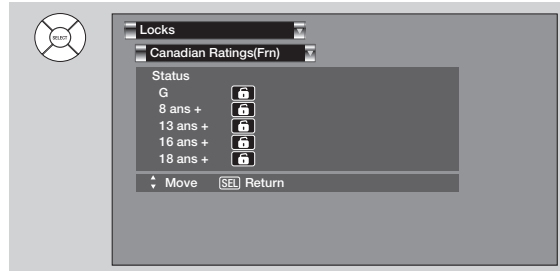 SELECT
Locks
Canadian Ratings(Frn)
Status
G
8 ans +
13 ans +
16 ans +
18 ans +
Move SEL Return